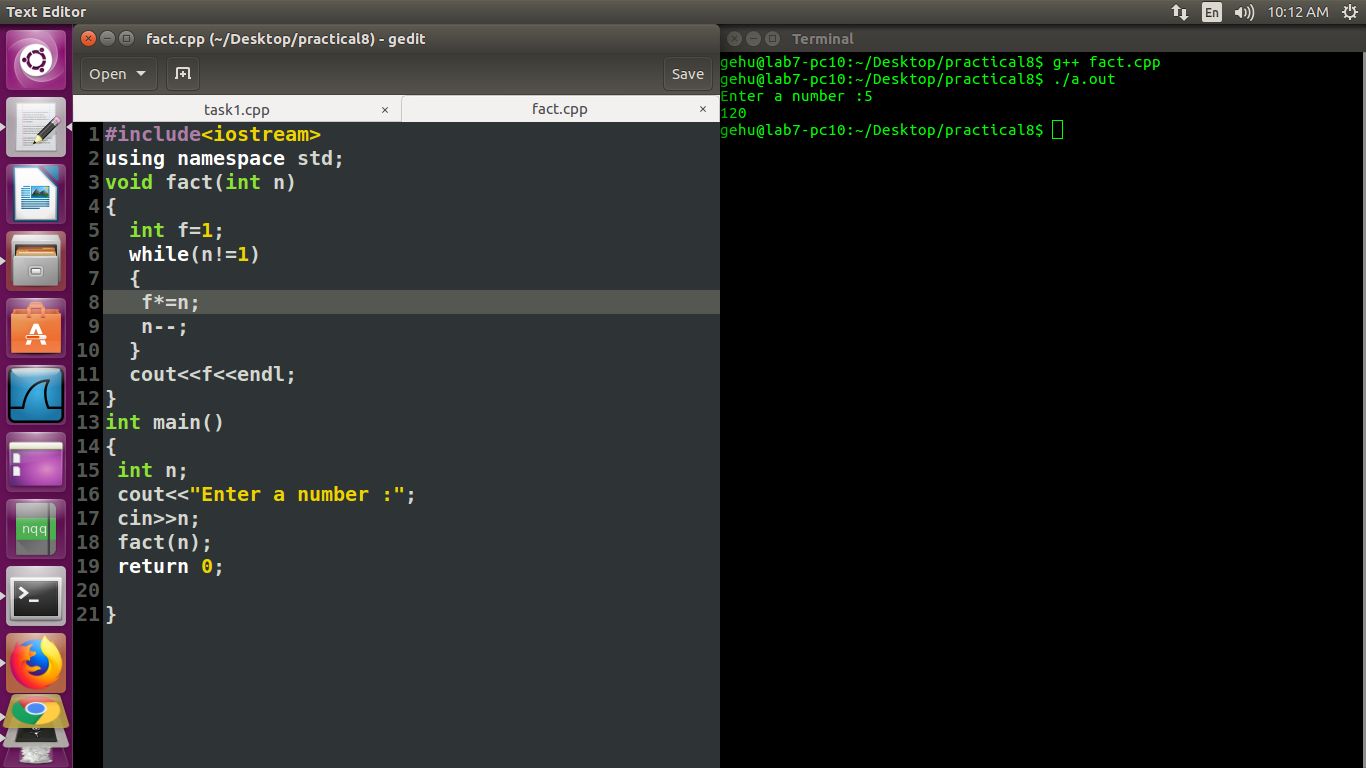 Text Editor
En
10:12 AM
fact.cpp (~/Desktop/practical8) - gedit
Open
Save
task1.cpp ×
fact.cpp ×
1 #include<iostream>
2 using namespace std;
3 void fact(int n)
4 {
5   int f=1;
6   while(n!=1)
7   {
8    f*=n;
9    n--;
10   }
11   cout<<f<<endl;
12 }
13 int main()
14 {
15  int n;
16  cout<<"Enter a number :";
17  cin>>n;
18  fact(n);
19  return 0;
20
21 }
nqq
Terminal
gehu@lab7-pc10:~/Desktop/practical8$ g++ fact.cpp
gehu@lab7-pc10:~/Desktop/practical8$ ./a.out
Enter a number :5
120
gehu@lab7-pc10:~/Desktop/practical8$